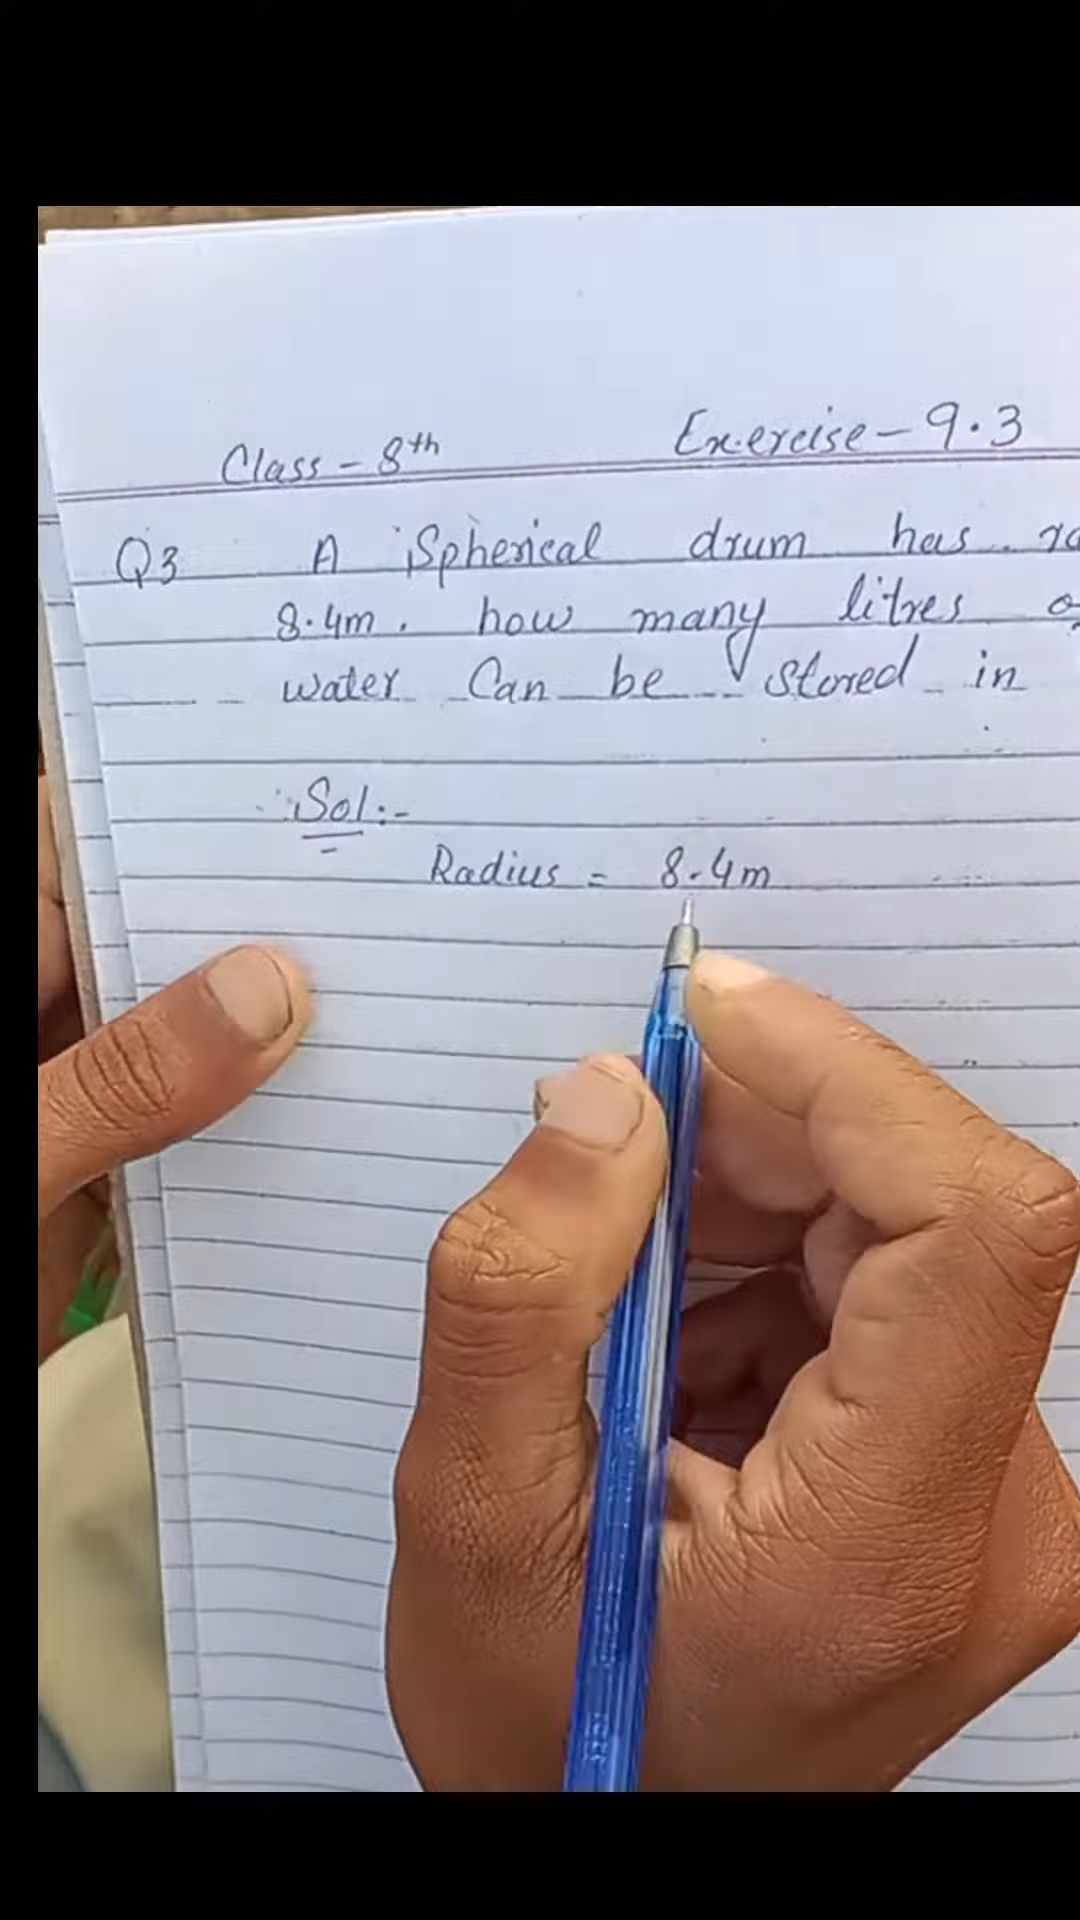 Class - 8th Exercise - 9.3
Q3 A Spherical drum has
8.4m. how many litres
water Can be stored in
Sol:-
Radius = 8.4m